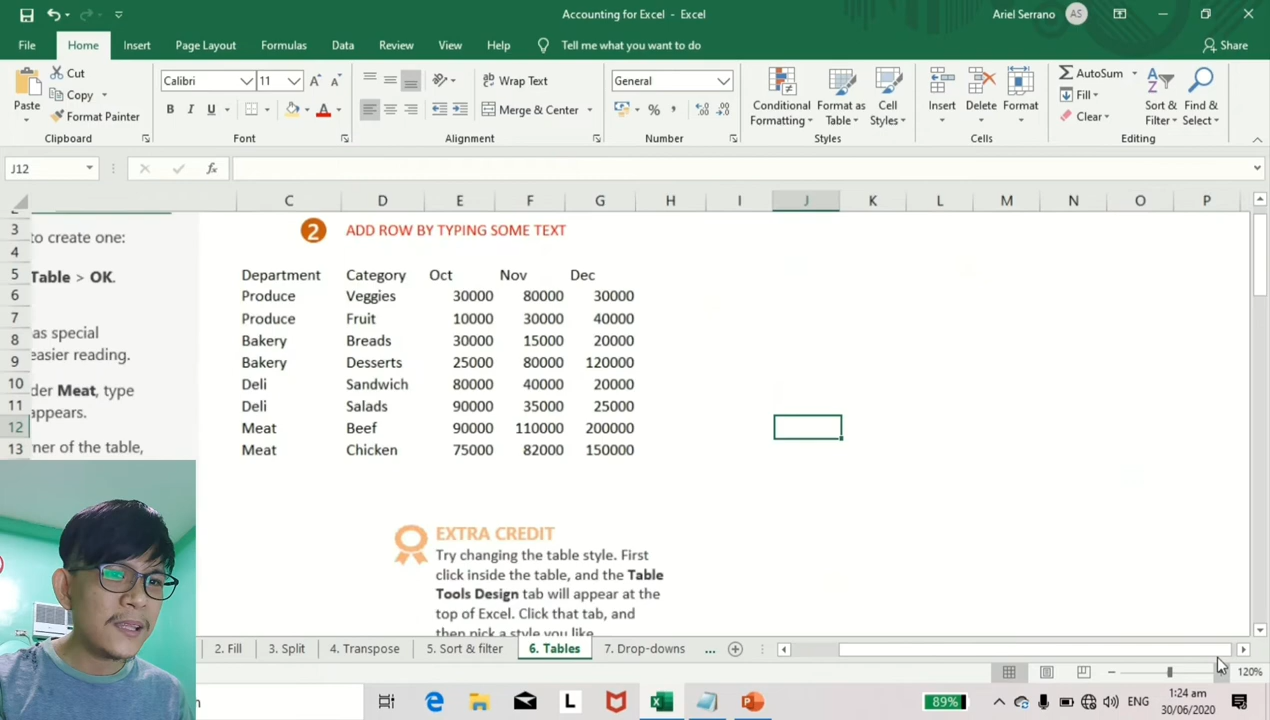 Accounting for Excel - Excel
Ariel Serrano AS
File Home Insert Page Layout Formulas Data Review View Help Tell me what you want to do Share
Cut
Copy
Format Painter
Paste
Clipboard
Calibri 11
B I U
Font
Wrap Text
Merge & Center
Alignment
General
%
Number
Conditional Formatting
Format as Table
Cell Styles
Styles
Insert Delete Format
Cells
AutoSum
Fill
Clear
Sort & Filter
Find & Select
Editing
J12 fx
C D E F G H I J K L M N O P
3 4 5 6 7 8 9 10 11 12 13
to create one:
Table > OK.
as special
easier reading.
der Meat, type
appears.
ner of the table,
2 ADD ROW BY TYPING SOME TEXT
Department Category Oct Nov Dec
Produce Veggies 30000 80000 30000
Produce Fruit 10000 30000 40000
Bakery Breads 30000 15000 20000
Bakery Desserts 25000 80000 120000
Deli Sandwich 80000 40000 20000
Deli Salads 90000 35000 25000
Meat Beef 90000 110000 200000
Meat Chicken 75000 82000 150000
EXTRA CREDIT
Try changing the table style. First
click inside the table, and the Table
Tools Design tab will appear at the
top of Excel. Click that tab, and
then pick a style you like.
2. Fill 3. Split 4. Transpose 5. Sort & filter 6. Tables 7. Drop-downs ...
120%
L
89%
ENG
1:24 am
30/06/2020